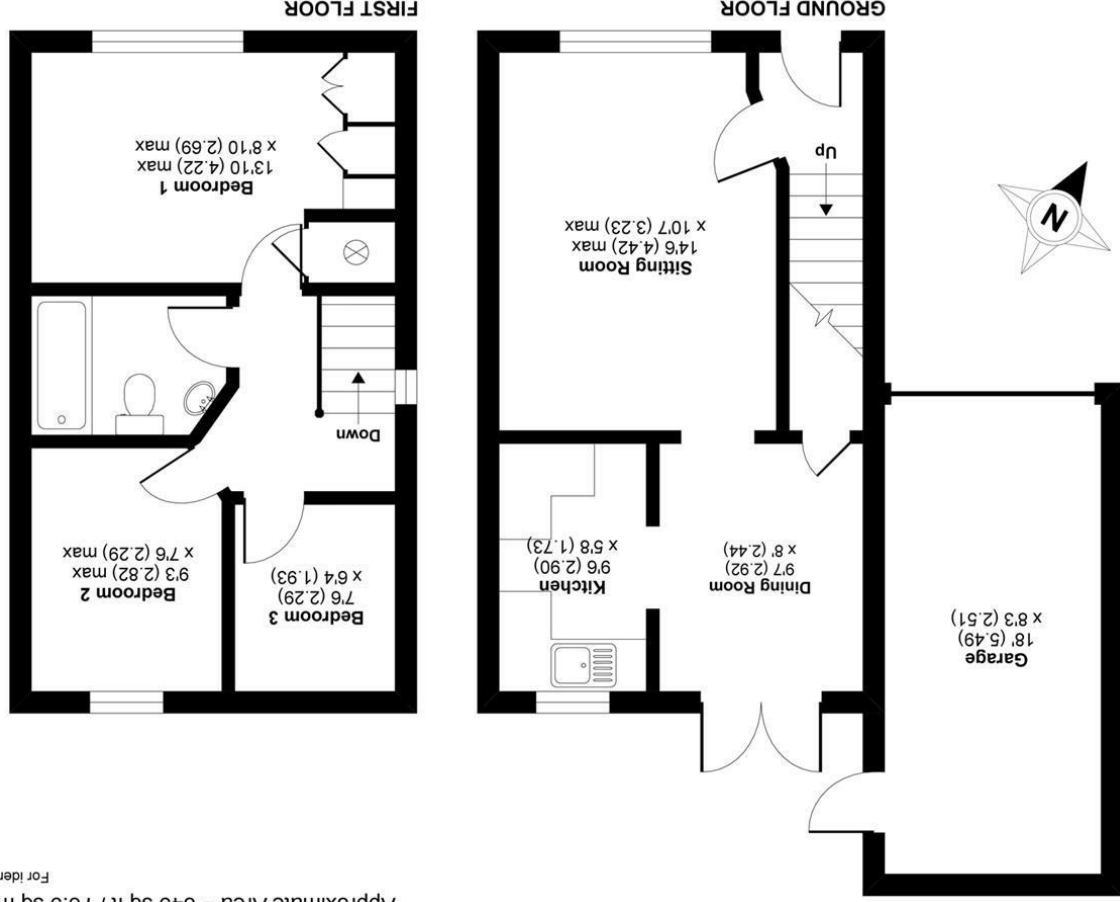 Approximate Area
For
Garage
18' (5.49)
x 8'3 (2.51)
Dining Room
9'7 (2.92)
x 8' (2.44)
Kitchen
9'6 (2.90)
x 5'8 (1.73)
Sitting Room
14'6 (4.42) max
x 10'7 (3.23) max
Up
N
GROUND FLOOR
Bedroom 3
7'6 (2.29)
x 6'4 (1.93)
Bedroom 2
9'3 (2.82) max
x 7'6 (2.29) max
Down
Bedroom 1
13'10 (4.22) max
x 8'10 (2.69) max
FIRST FLOOR